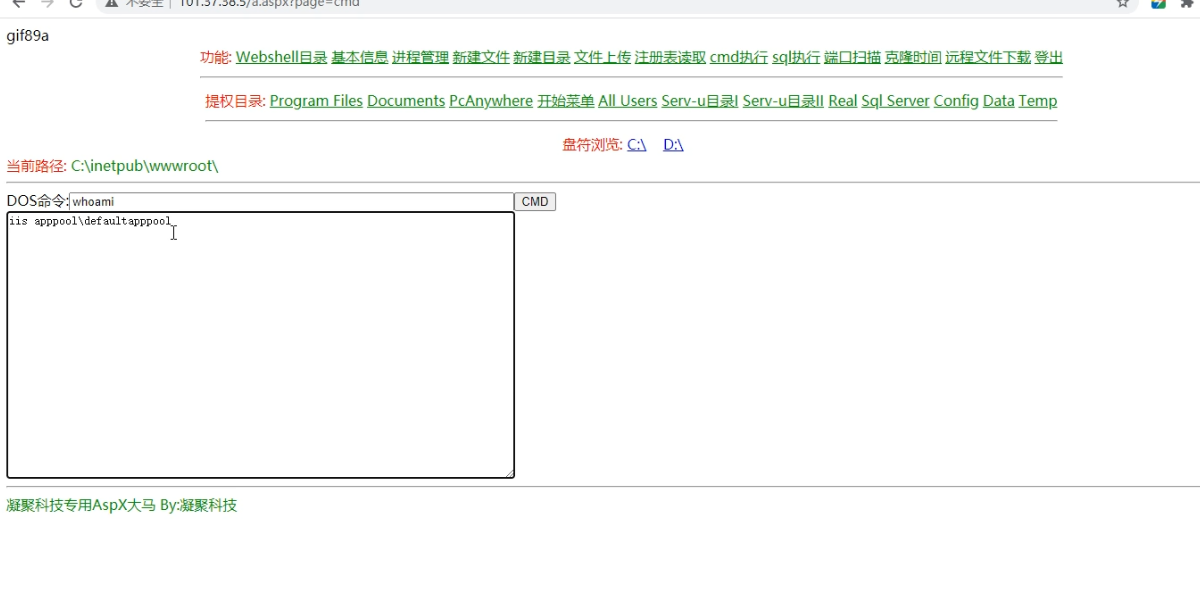 不安全 | 101.37.38.5/a.aspx?page=cmd
gif89a
功能: Webshell目录 基本信息 进程管理 新建文件 新建目录 文件上传 注册表读取 cmd执行 sql执行 端口扫描 克隆时间 远程文件下载 登出
提权目录: Program Files Documents PcAnywhere 开始菜单 All Users Serv-u目录I Serv-u目录II Real Sql Server Config Data Temp
盘符浏览: C:\ D:\
当前路径: C:\inetpub\wwwroot\
DOS命令: whoami CMD
iis apppool\defaultapppool
凝聚科技专用AspX大马 By:凝聚科技